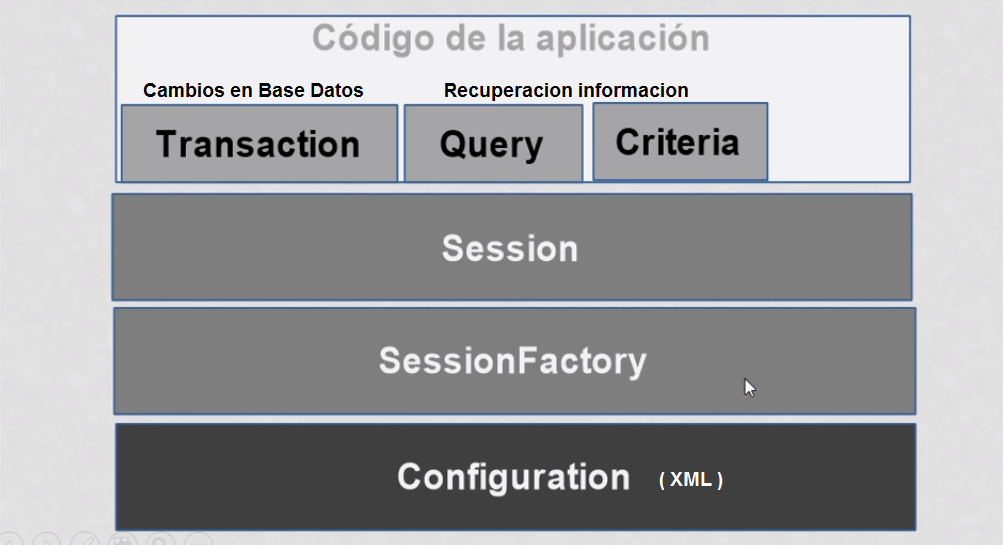 Código de la aplicación
Cambios en Base Datos
Recuperacion informacion
Transaction
Query
Criteria
Session
SessionFactory
Configuration ( XML )